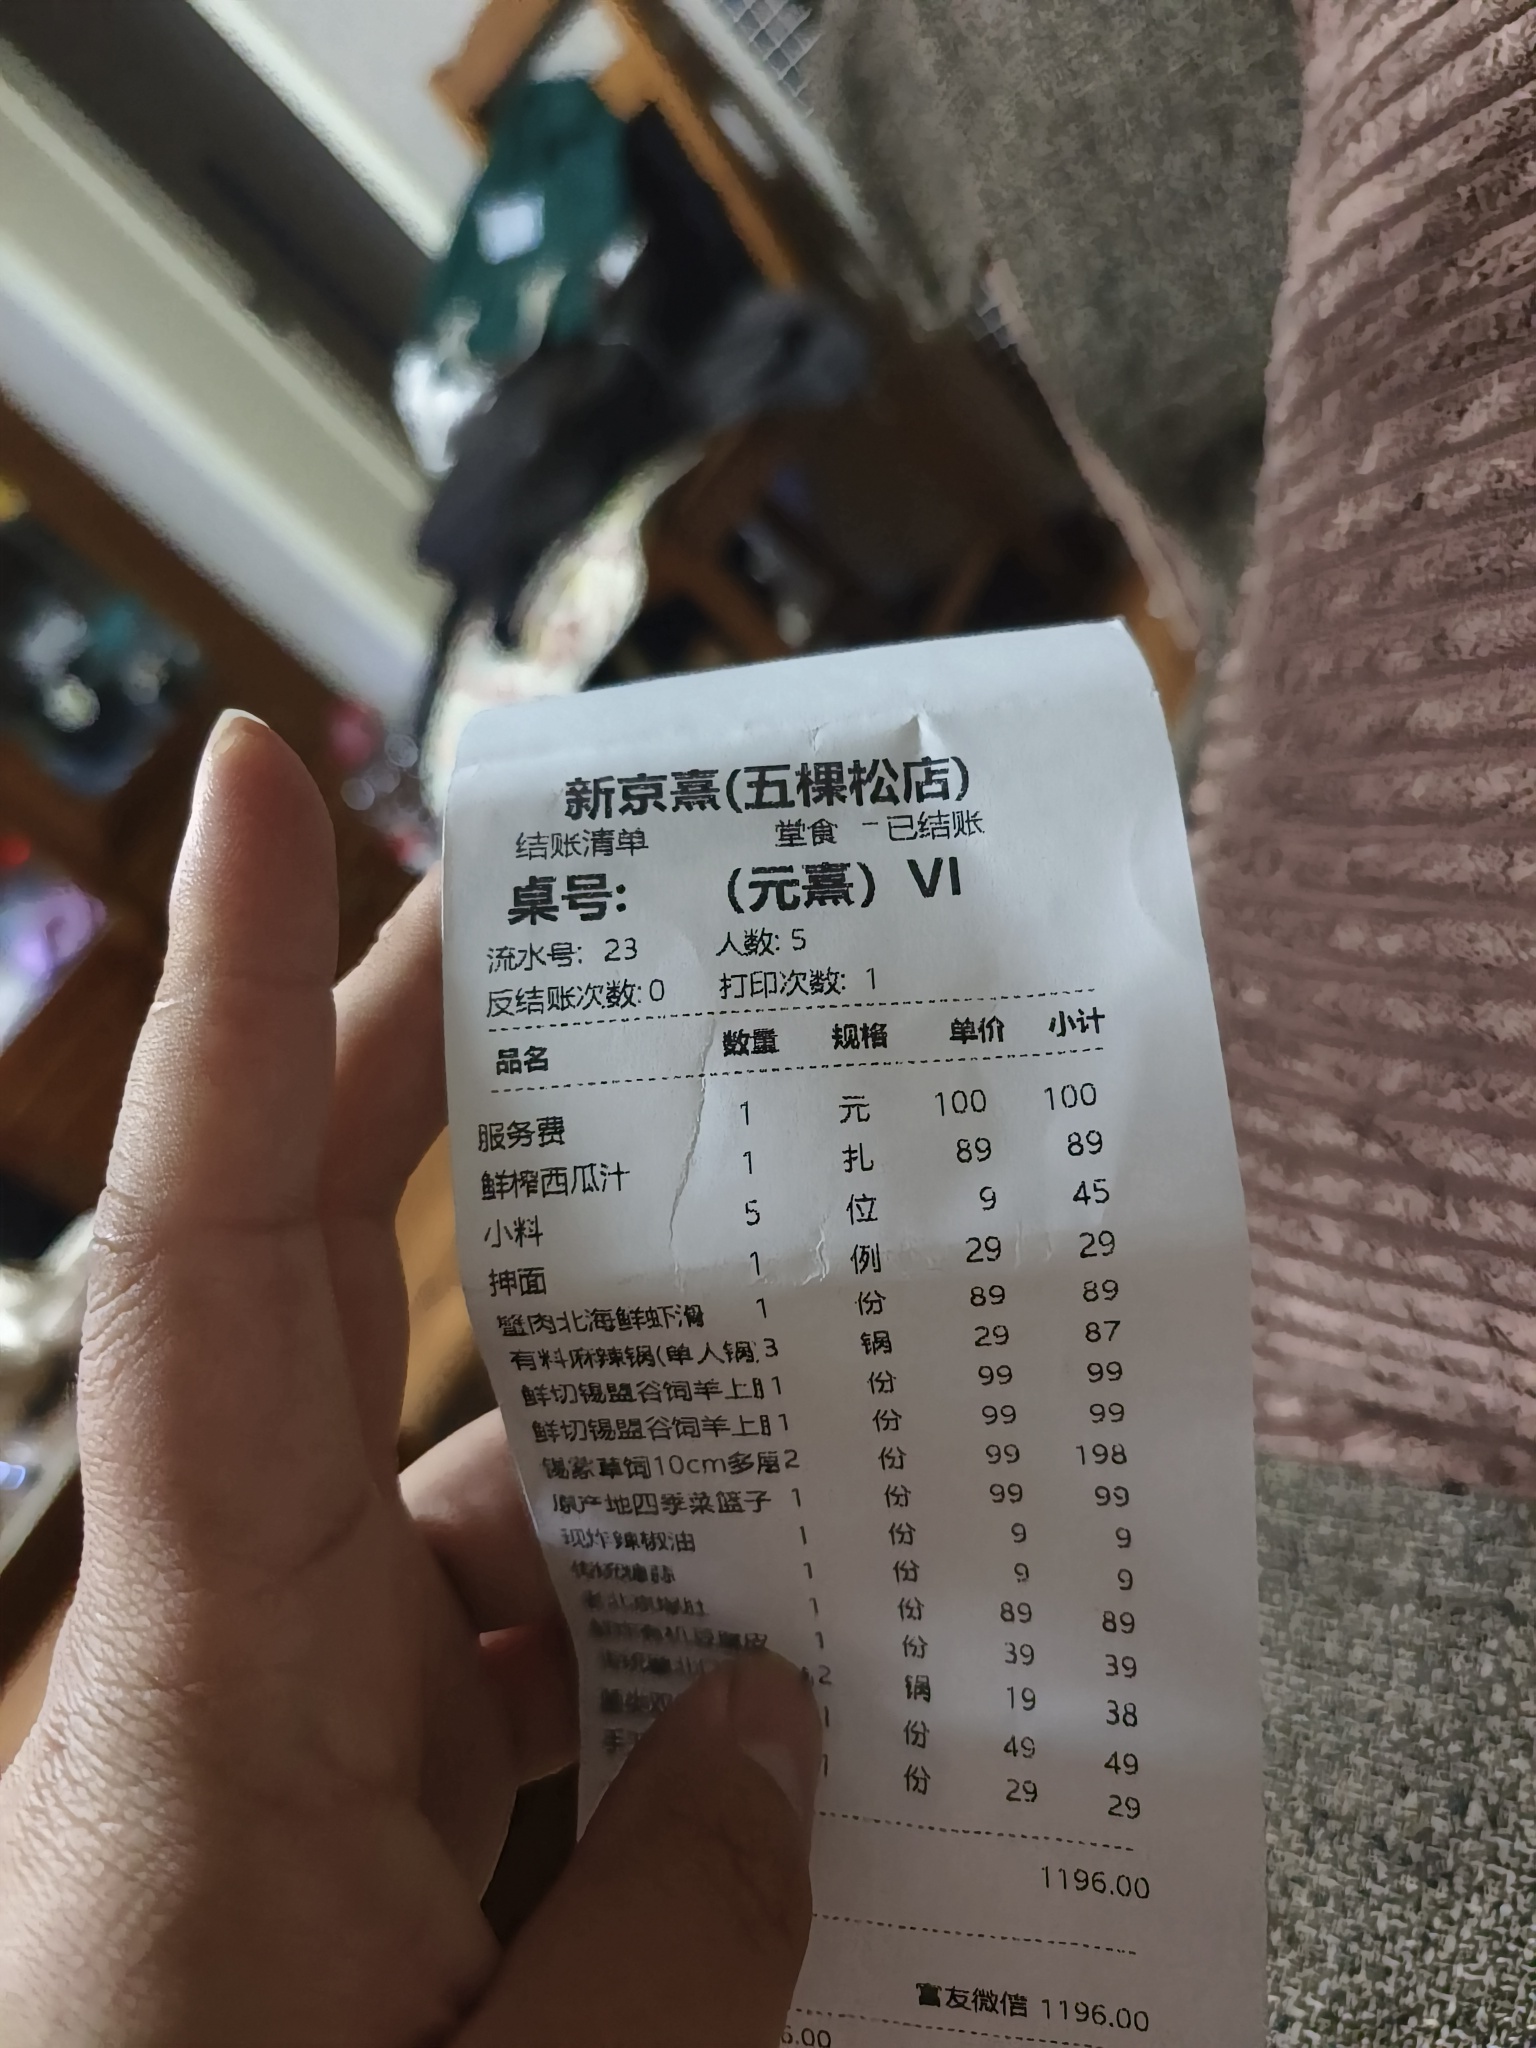 新京熹(五棵松店)
结账清单 堂食 - 已结账
桌号: (元熹) VI
流水号: 23 人数: 5
反结账次数: 0 打印次数: 1
品名 数量 规格 单价 小计
服务费 1 元 100 100
鲜榨西瓜汁 1 扎 89 89
小料 5 位 9 45
抻面 1 例 29 29
蟹肉北海鲜虾滑 1 份 89 89
有料麻辣锅(单人锅) 3 锅 29 87
鲜切锡盟谷饲羊上 1 份 99 99
鲜切锡盟谷饲羊上 1 份 99 99
锡蒙草饲10cm多层 2 份 99 198
原产地四季菜篮子 1 份 99 99
现炸辣椒油 1 份 9 9
1 份 9 9
1 份 89 89
1 份 39 39
2 锅 19 38
1 份 49 49
手 1 份 29 29
1196.00
富友微信 1196.00
6.00